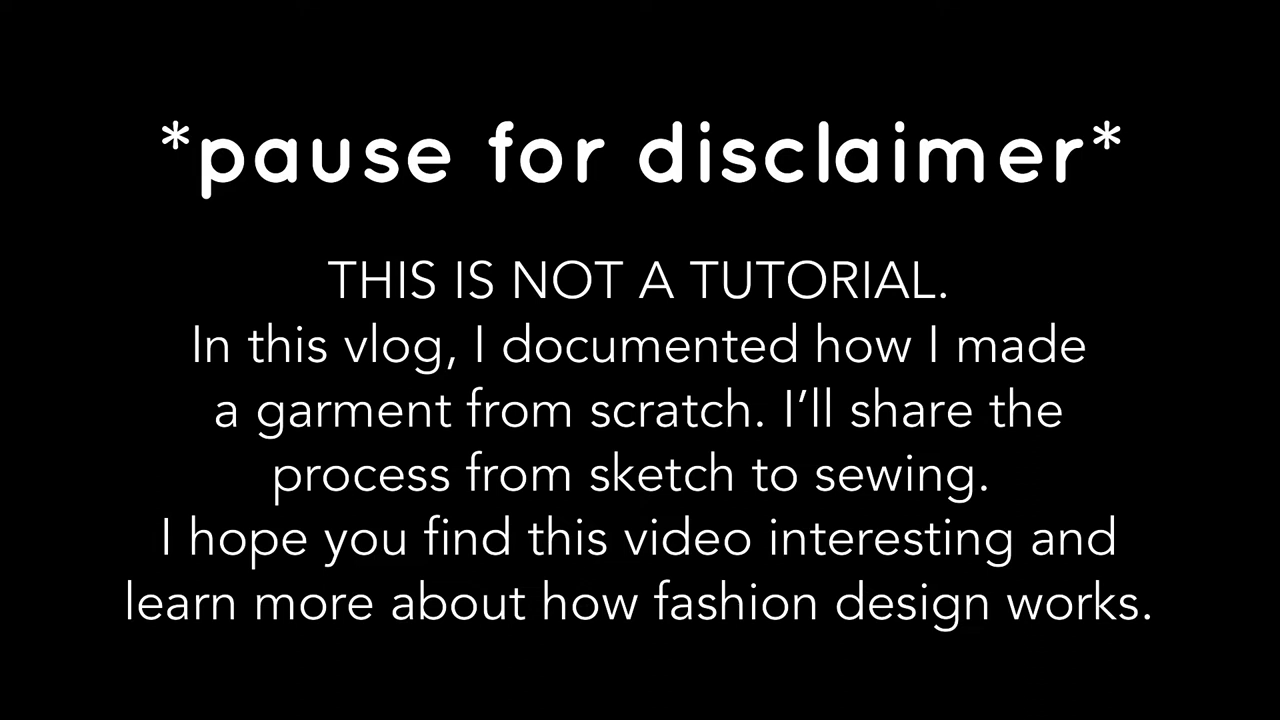 *pause for disclaimer*
THIS IS NOT A TUTORIAL.
In this vlog, I documented how I made
a garment from scratch. I’ll share the
process from sketch to sewing.
I hope you find this video interesting and
learn more about how fashion design works.